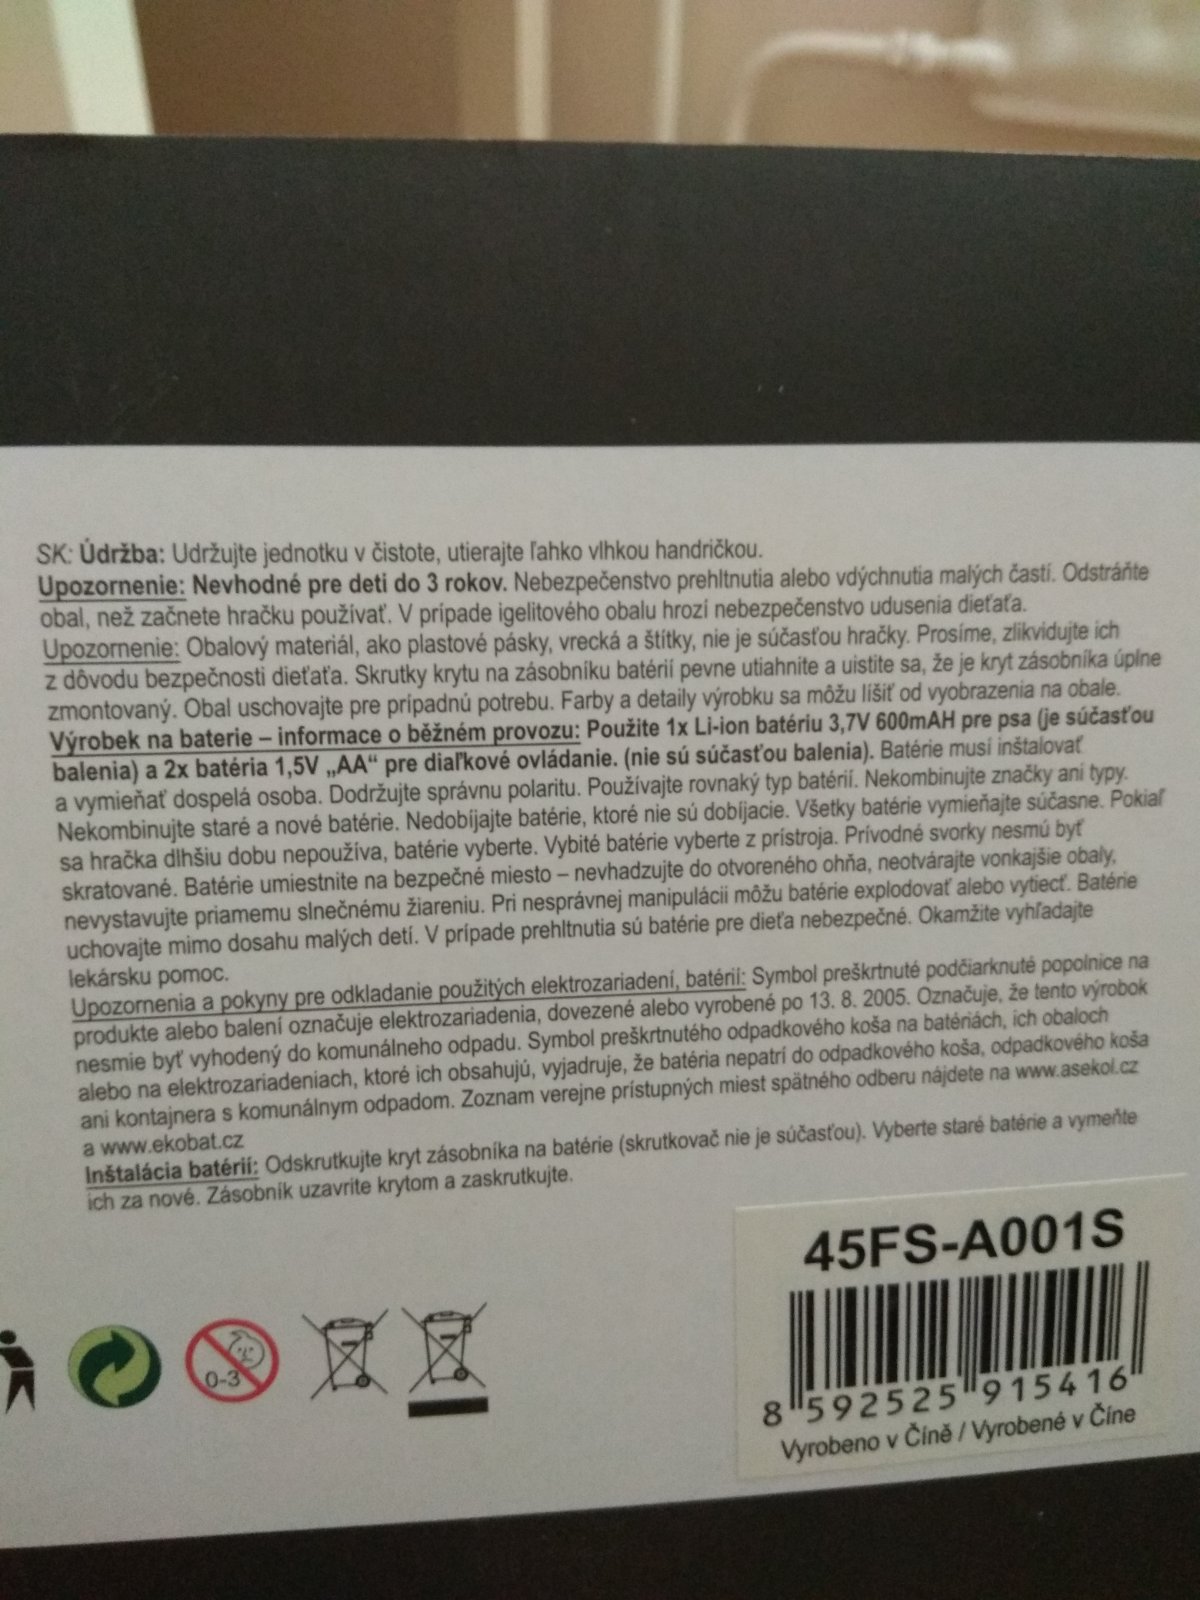 SK: Údržba: Udržujte jednotku v čistote, utierajte ľahko vlhkou handričkou.
Upozornenie: Nevhodné pre deti do 3 rokov. Nebezpečenstvo prehltnutia alebo vdýchnutia malých častí. Odstráňte
obal, než začnete hračku používať. V prípade igelitového obalu hrozí nebezpečenstvo udusenia dieťaťa.
Upozornenie: Obalový materiál, ako plastové pásky, vrecká a štítky, nie je súčasťou hračky. Prosíme, zlikvidujte ich
z dôvodu bezpečnosti dieťaťa. Skrutky krytu na zásobníku batérií pevne utiahnite a uistite sa, že je kryt zásobníka úplne
zmontovaný. Obal uschovajte pre prípadnú potrebu. Farby a detaily výrobku sa môžu líšiť od vyobrazenia na obale.
Výrobek na baterie – informace o běžném provozu: Použite 1x Li-ion batériu 3,7V 600mAH pre psa (je súčasťou
balenia) a 2x batéria 1,5V „AA“ pre diaľkové ovládanie. (nie sú súčasťou balenia). Batérie musí inštalovať
a vymieňať dospelá osoba. Dodržujte správnu polaritu. Používajte rovnaký typ batérií. Nekombinujte značky ani typy.
Nekombinujte staré a nové batérie. Nedobíjajte batérie, ktoré nie sú dobíjacie. Všetky batérie vymieňajte súčasne. Pokiaľ
sa hračka dlhšiu dobu nepoužíva, batérie vyberte. Vybité batérie vyberte z prístroja. Prívodné svorky nesmú byť
skratované. Batérie umiestnite na bezpečné miesto – nevhadzujte do otvoreného ohňa, neotvárajte vonkajšie obaly,
nevystavujte priamemu slnečnému žiareniu. Pri nesprávnej manipulácii môžu batérie explodovať alebo vytiecť. Batérie
uchovajte mimo dosahu malých detí. V prípade prehltnutia sú batérie pre dieťa nebezpečné. Okamžite vyhľadajte
lekársku pomoc.
Upozornenia a pokyny pre odkladanie použitých elektrozariadení, batérií: Symbol preškrtnuté podčiarknuté popolnice na
produkte alebo balení označuje elektrozariadenia, dovezené alebo vyrobené po 13. 8. 2005. Označuje, že tento výrobok
nesmie byť vyhodený do komunálneho odpadu. Symbol preškrtnutého odpadkového koša na batériách, ich obaloch
alebo na elektrozariadeniach, ktoré ich obsahujú, vyjadruje, že batéria nepatrí do odpadkového koša, odpadkového koša
ani kontajnera s komunálnym odpadom. Zoznam verejne prístupných miest spätného odberu nájdete na www.asekol.cz
a www.ekobat.cz
Inštalácia batérií: Odskrutkujte kryt zásobníka na batérie (skrutkovač nie je súčasťou). Vyberte staré batérie a vymeňte
ich za nové. Zásobník uzavrite krytom a zaskrutkujte.
45FS-A001S
0-3
8 592525 915416
Vyrobeno v Číně / Vyrobené v Číne